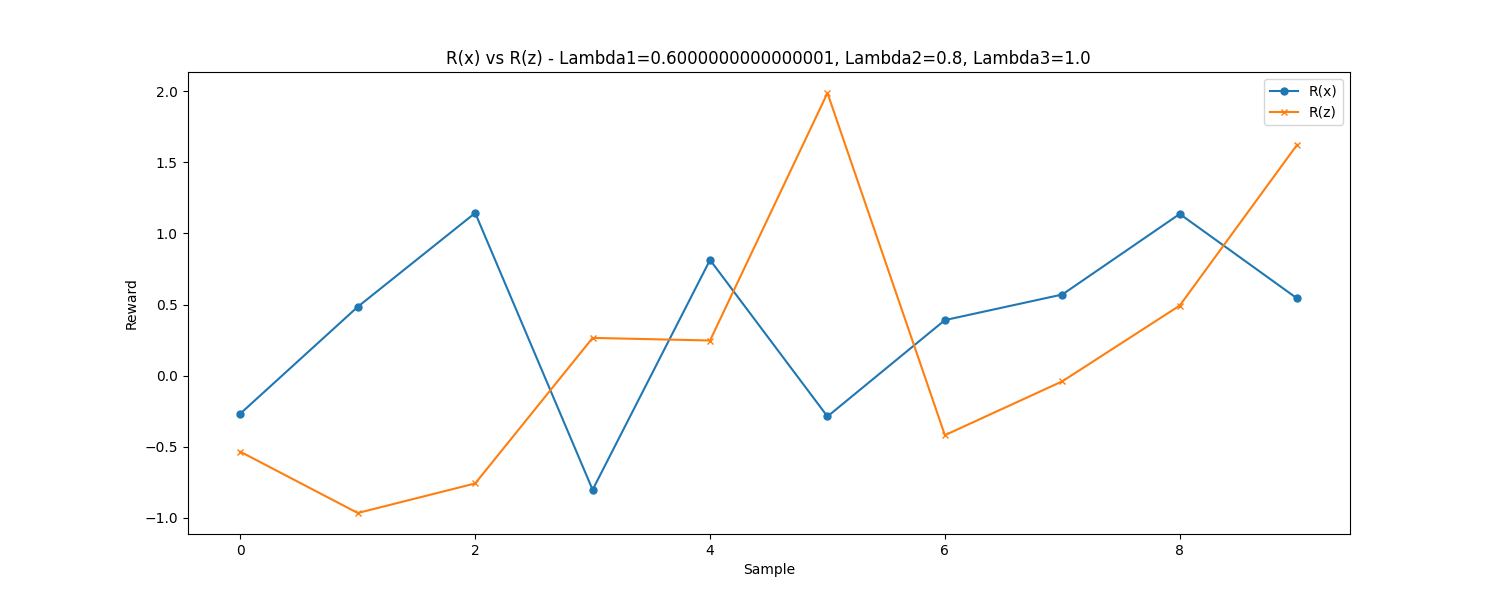 R(x) vs R(z) - Lambda1=0.6000000000000001, Lambda2=0.8, Lambda3=1.0
R(x)
R(z)
Reward
2.0
1.5
1.0
0.5
0.0
−0.5
−1.0
0 2 4 6 8
Sample